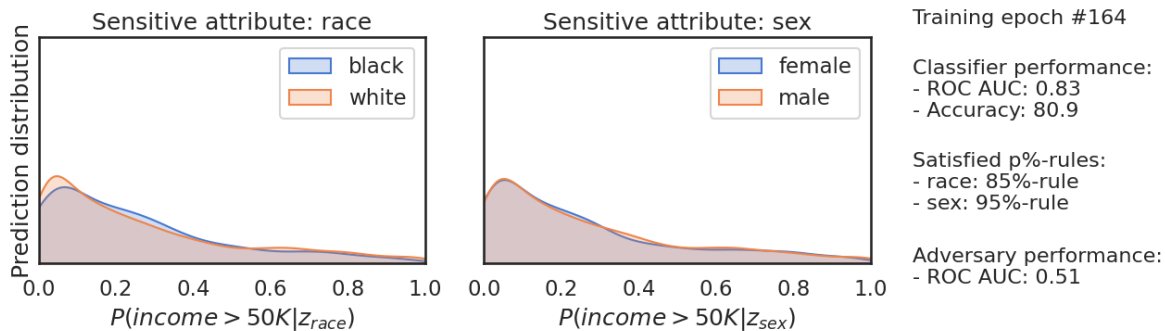 Sensitive attribute: race
Prediction distribution
black
white
0.0 0.2 0.4 0.6 0.8 1.0
P(income > 50K|z_race)
Sensitive attribute: sex
female
male
0.0 0.2 0.4 0.6 0.8 1.0
P(income > 50K|z_sex)
Training epoch #164
Classifier performance:
- ROC AUC: 0.83
- Accuracy: 80.9
Satisfied p%-rules:
- race: 85%-rule
- sex: 95%-rule
Adversary performance:
- ROC AUC: 0.51